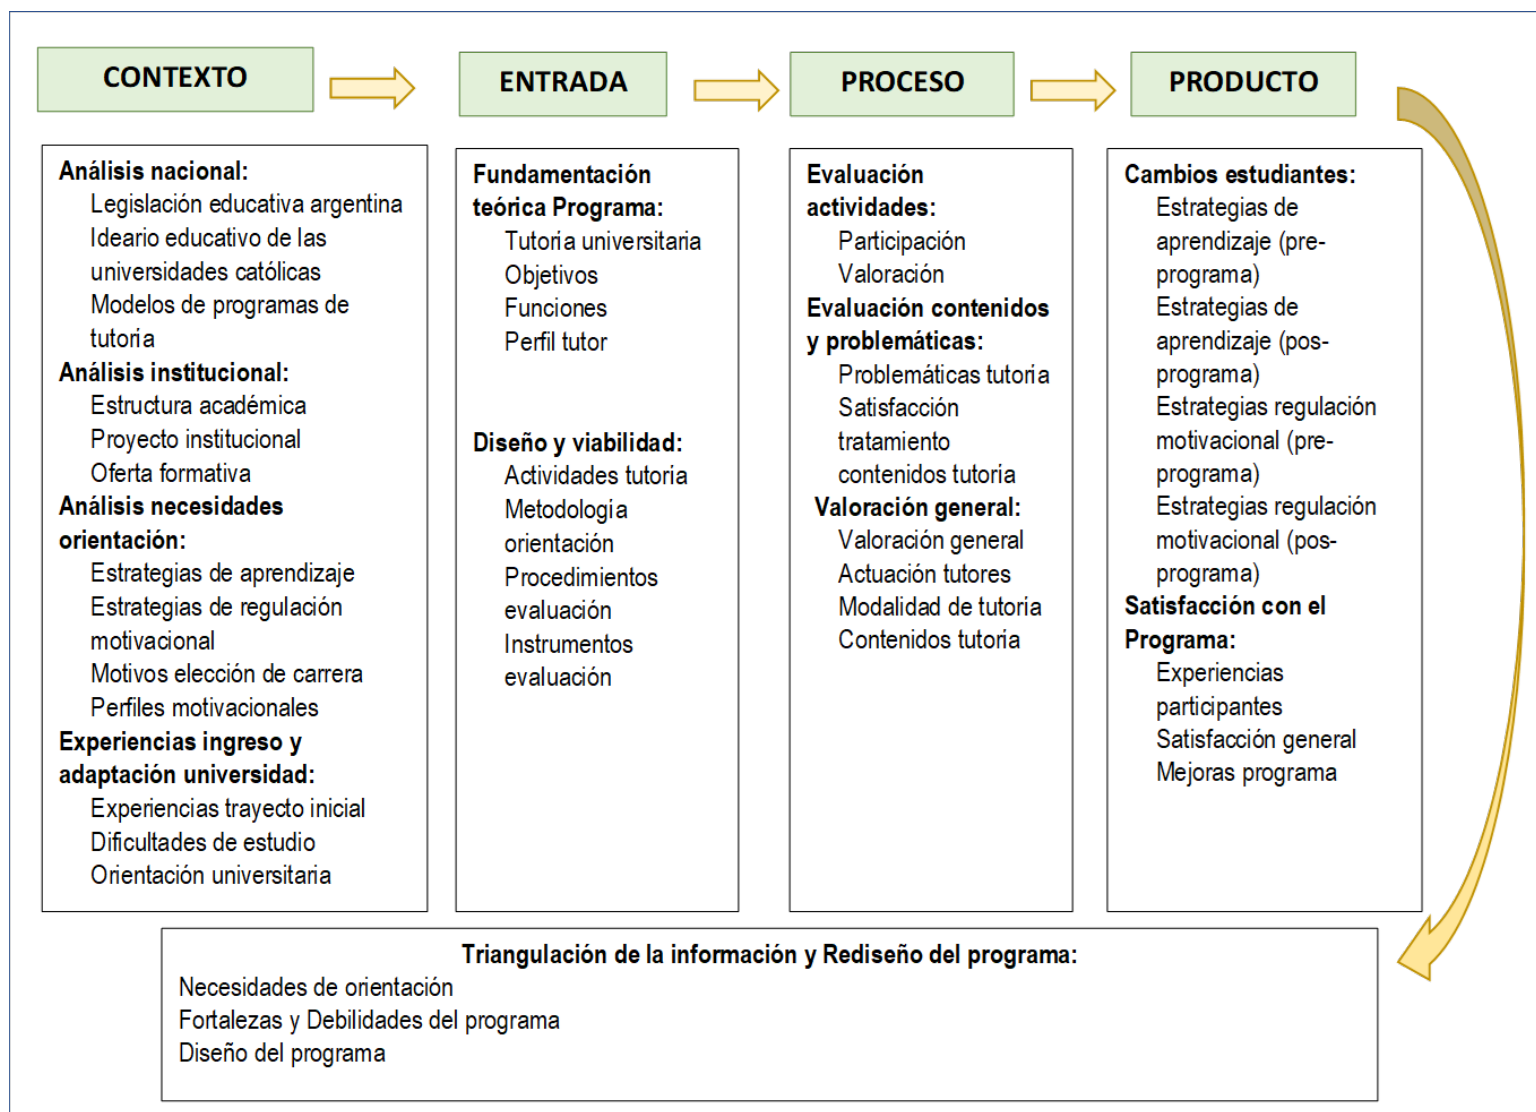 CONTEXTO
ENTRADA
PROCESO
PRODUCTO
Análisis nacional:
Legislación educativa argentina
Ideario educativo de las
universidades católicas
Modelos de programas de
tutoría
Análisis institucional:
Estructura académica
Proyecto institucional
Oferta formativa
Análisis necesidades
orientación:
Estrategias de aprendizaje
Estrategias de regulación
motivacional
Motivos elección de carrera
Perfiles motivacionales
Experiencias ingreso y
adaptación universidad:
Experiencias trayecto inicial
Dificultades de estudio
Orientación universitaria
Fundamentación
teórica Programa:
Tutoría universitaria
Objetivos
Funciones
Perfil tutor
Diseño y viabilidad:
Actividades tutoría
Metodología
orientación
Procedimientos
evaluación
Instrumentos
evaluación
Evaluación
actividades:
Participación
Valoración
Evaluación contenidos
y problemáticas:
Problemáticas tutoría
Satisfacción
tratamiento
contenidos tutoría
Valoración general:
Valoración general
Actuación tutores
Modalidad de tutoría
Contenidos tutoría
Cambios estudiantes:
Estrategias de
aprendizaje (pre-
programa)
Estrategias de
aprendizaje (pos-
programa)
Estrategias regulación
motivacional (pre-
programa)
Estrategias regulación
motivacional (pos-
programa)
Satisfacción con el
Programa:
Experiencias
participantes
Satisfacción general
Mejoras programa
Triangulación de la información y Rediseño del programa:
Necesidades de orientación
Fortalezas y Debilidades del programa
Diseño del programa